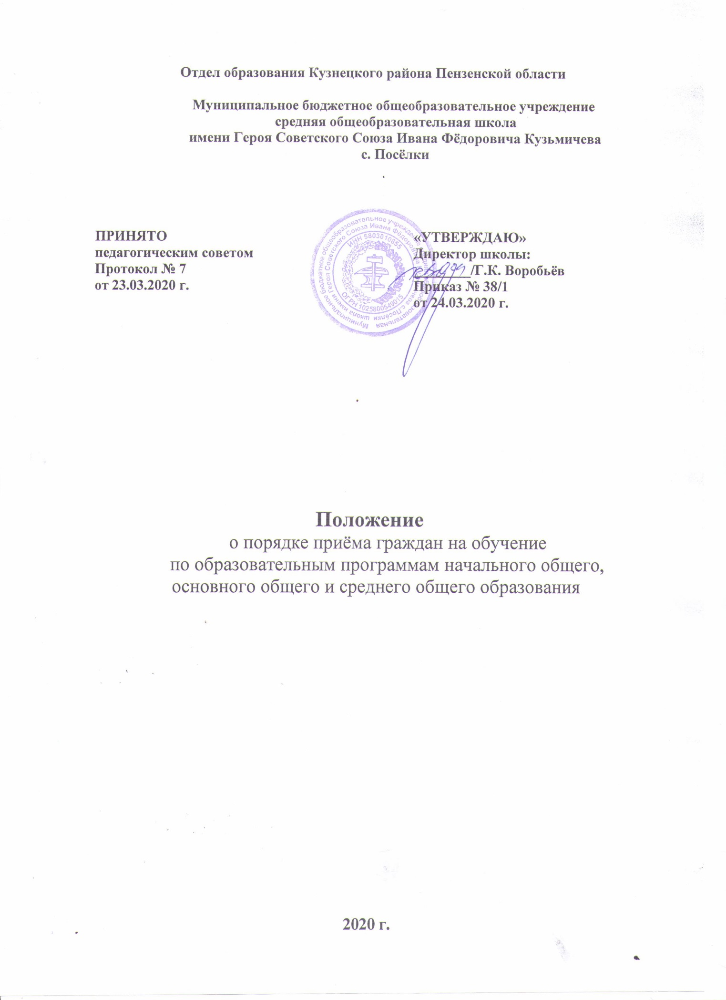 Отдел образования Кузнецкого района Пензенской области
Муниципальное бюджетное общеобразовательное учреждение
средняя общеобразовательная школа
имени Героя Советского Союза Ивана Фёдоровича Кузьмичева
с. Посёлки
ПРИНЯТО
педагогическим советом
Протокол № 7
от 23.03.2020 г.
Муниципальное бюджетное общеобразовательное учреждение средняя общеобразовательная
школа имени Героя Советского Союза Ивана Фёдоровича Кузьмичева с.Посёлки
ИНН 5803010855
ОГРН 1025800549015
«УТВЕРЖДАЮ»
Директор школы:
________/Г.К. Воробьёв
Приказ № 38/1
от 24.03.2020 г.
Положение
о порядке приёма граждан на обучение
по образовательным программам начального общего,
основного общего и среднего общего образования
2020 г.